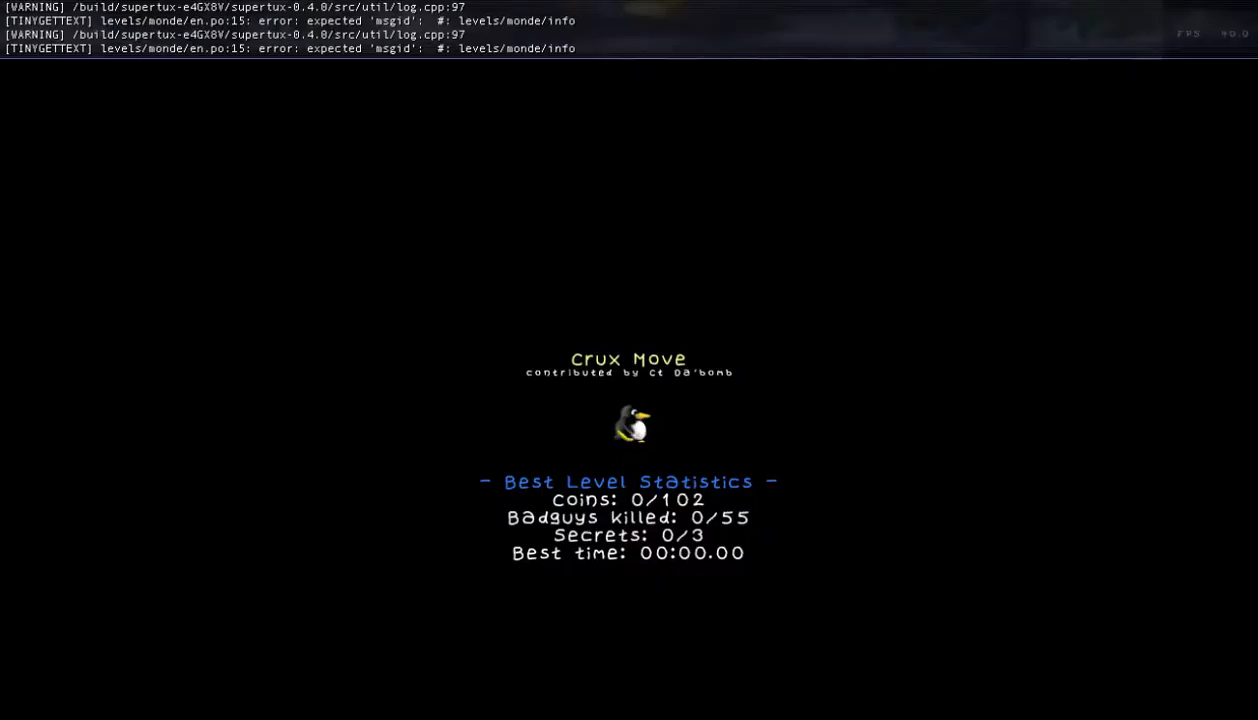 [WARNING] /build/supertux-e4GX8V/supertux-0.4.0/src/util/log.cpp:97
[TINYGETTEXT] levels/monde/en.po:15: error: expected 'msgid':  #: levels/monde/info
[WARNING] /build/supertux-e4GX8V/supertux-0.4.0/src/util/log.cpp:97
[TINYGETTEXT] levels/monde/en.po:15: error: expected 'msgid':  #: levels/monde/info
FPS 40.0
Crux Move
contributed by Ct Da'bomb
- Best Level Statistics -
Coins: 0/102
Badguys killed: 0/55
Secrets: 0/3
Best time: 00:00.00